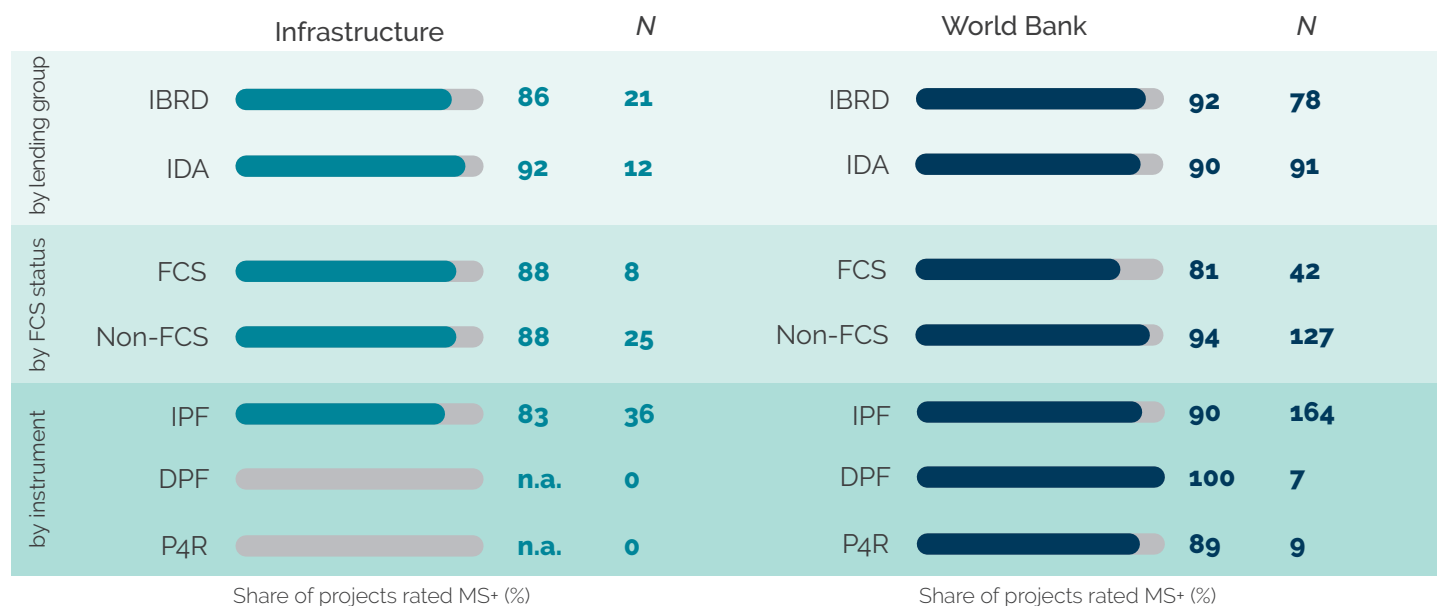 Infrastructure N World Bank N
by lending group
IBRD 86 21 IBRD 92 78
IDA 92 12 IDA 90 91
by FCS status
FCS 88 8 FCS 81 42
Non-FCS 88 25 Non-FCS 94 127
by instrument
IPF 83 36 IPF 90 164
DPF n.a. 0 DPF 100 7
P4R n.a. 0 P4R 89 9
Share of projects rated MS+ (%) Share of projects rated MS+ (%)